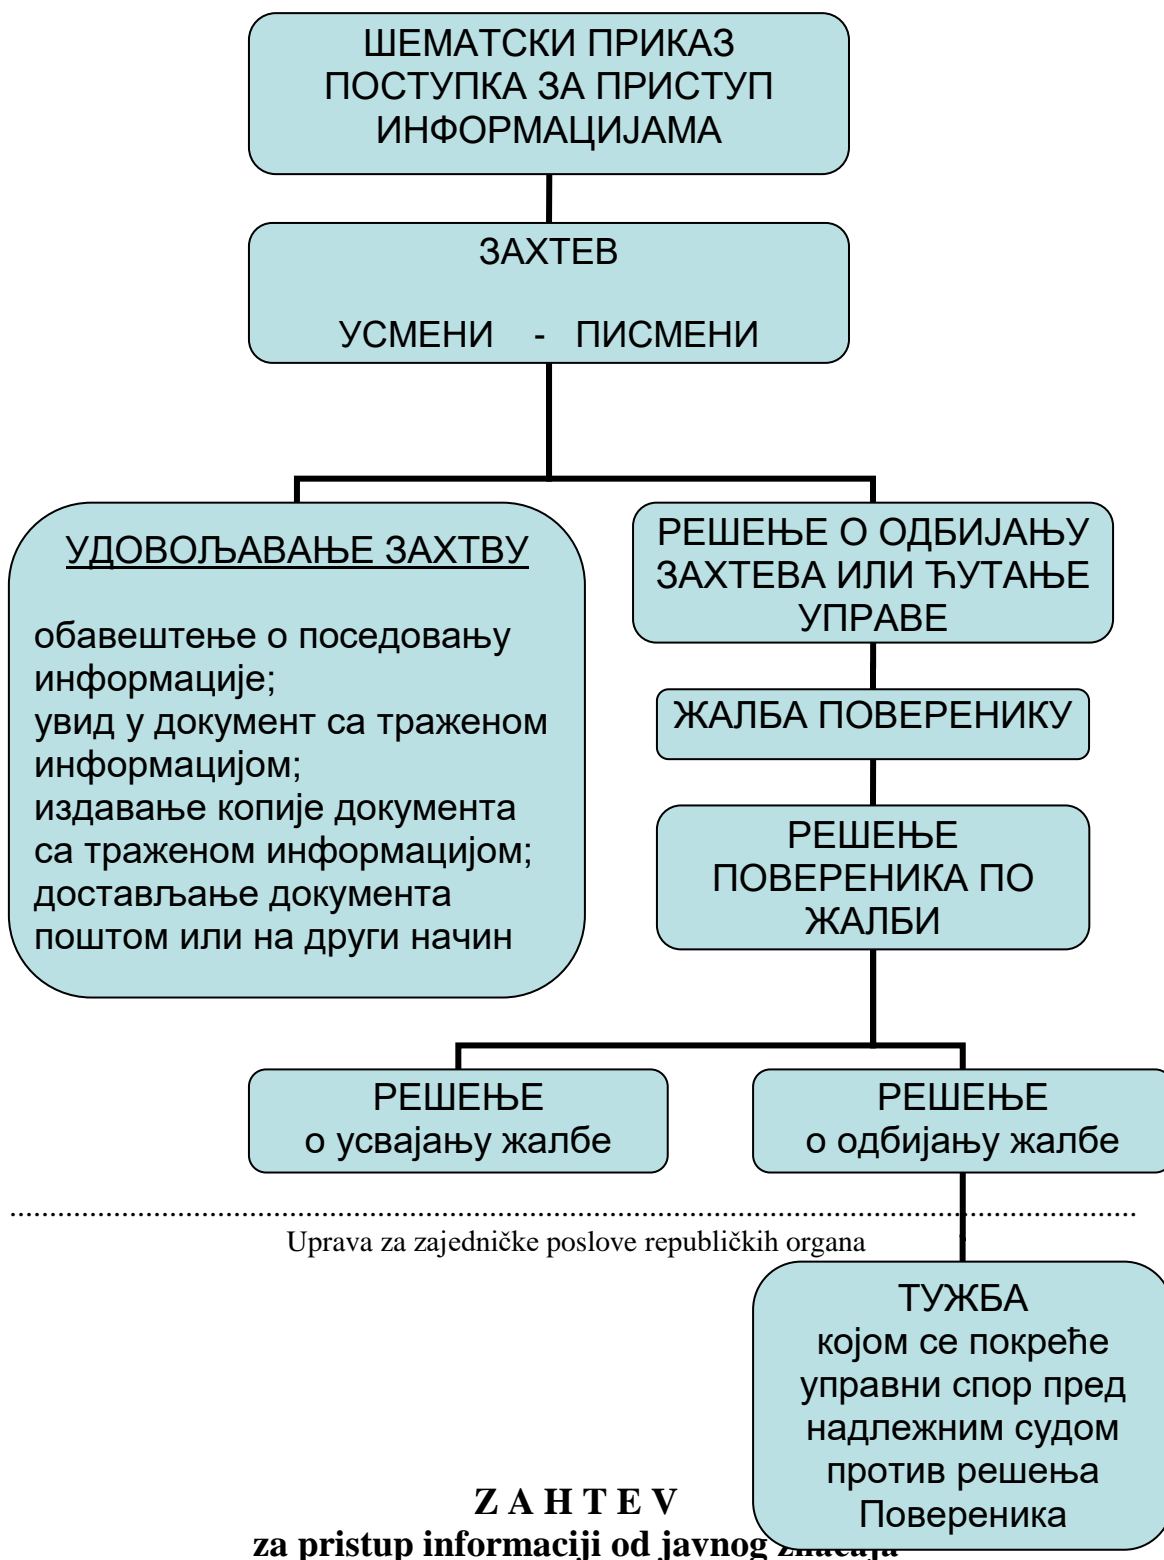 ШЕМАТСКИ ПРИКАЗ
ПОСТУПКА ЗА ПРИСТУП
ИНФОРМАЦИЈАМА
ЗАХТЕВ
УСМЕНИ - ПИСМЕНИ
УДОВОЉАВАЊЕ ЗАХТВУ
обавештење о поседовању
информације;
увид у документ са траженом
информацијом;
издавање копије документа
са траженом информацијом;
достављање документа
поштом или на други начин
РЕШЕЊЕ О ОДБИЈАЊУ
ЗАХТЕВА ИЛИ ЋУТАЊЕ
УПРАВЕ
ЖАЛБА ПОВЕРЕНИКУ
РЕШЕЊЕ
ПОВЕРЕНИКА ПО
ЖАЛБИ
РЕШЕЊЕ
о усвајању жалбе
РЕШЕЊЕ
о одбијању жалбе
Uprava za zajedničke poslove republičkih organa
ТУЖБА
којом се покреће
управни спор пред
надлежним судом
против решења
Повереника
Z A H T E V
za pristup informaciji od javnog značaja